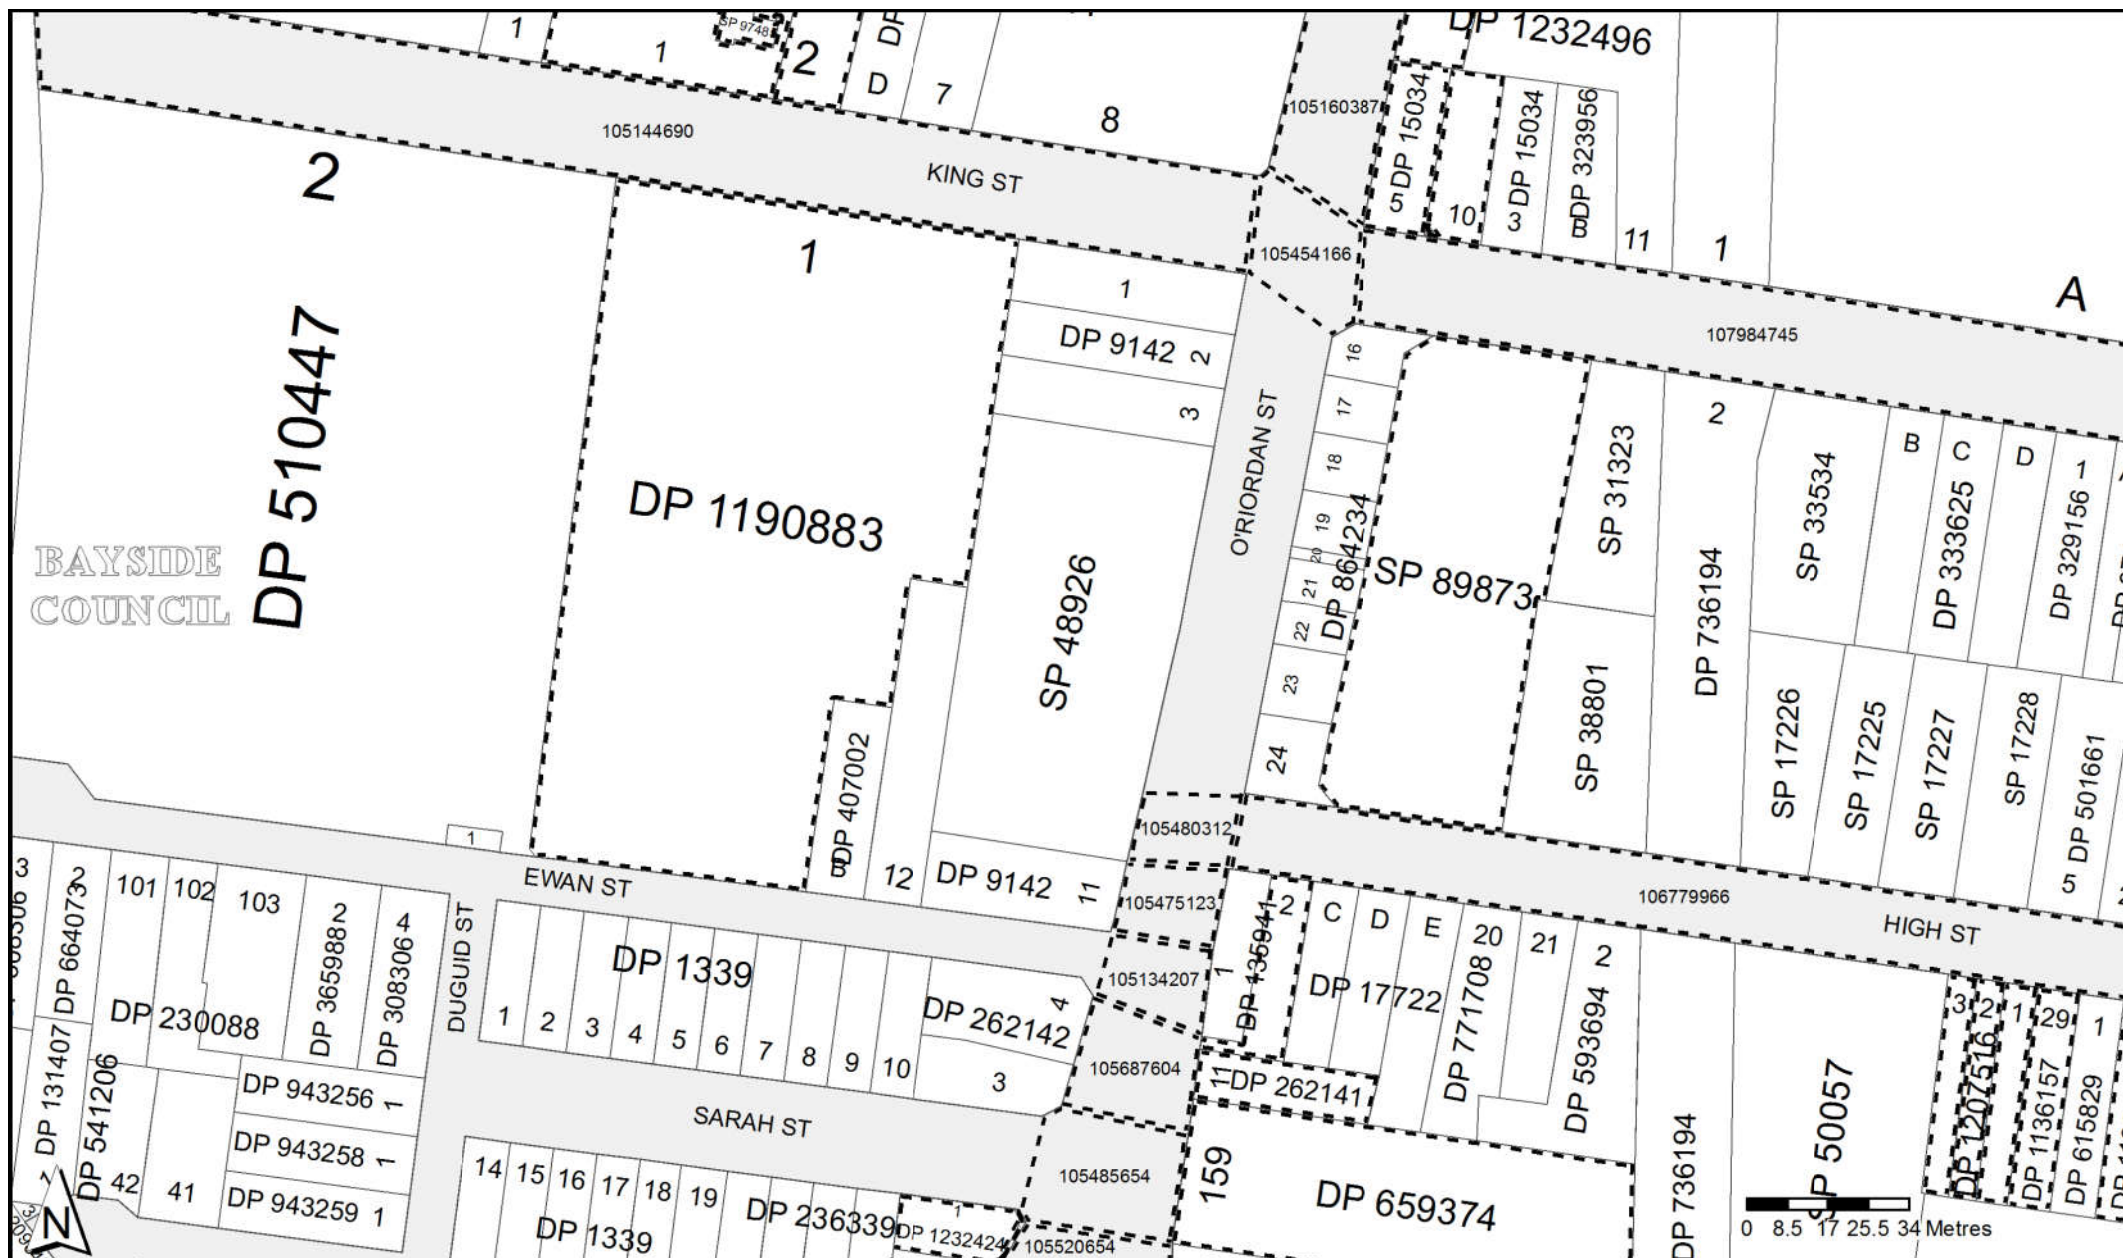 1
1
SP 9748
2
D
7
8
DP 1232496
105160387
5 DP 15034
10
3 DP 15034
B DP 323956
11
1
A
105144690
KING ST
105454166
107984745
2
DP 510447
BAYSIDE
COUNCIL
1
DP 1190883
1
DP 9142 2
3
SP 48926
O'RIORDAN ST
16
17
18
19
20
21
22
23
24
DP 864234
SP 89873
SP 31323
SP 38801
2
DP 736194
SP 33534
B
C
D
1
DP 333625
DP 329156
SP 17226
SP 17225
SP 17227
SP 17228
5 DP 501661
B DP 407002
12
DP 9142 11
105480312
105475123
105134207
105687604
105485654
105520654
106779966
HIGH ST
1
EWAN ST
DUGUID ST
3
2
DP 664073
101
102
103
DP 230088
2
DP 365988
4
DP 308306
DP 1339
1
2
3
4
5
6
7
8
9
10
DP 262142
4
3
1
2
DP 135941
C
D
E
DP 17722
20
21
2
DP 771708
DP 593694
11
DP 262141
159
DP 659374
DP 736194
SP 50057
3
2
1
29
1
DP 1207516
DP 1136157
DP 615829
DP 131407
DP 541206
42
41
DP 943256 1
DP 943258 1
DP 943259 1
SARAH ST
14
15
16
17
18
19
DP 1339
DP 236339
1
DP 1232424
N
0 8.5 17 25.5 34 Metres